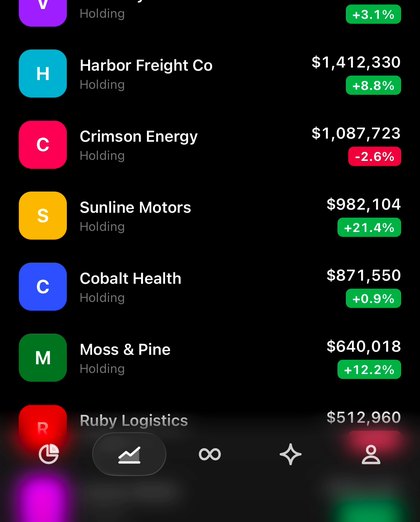 V
Holding
+3.1%
H
Harbor Freight Co
$1,412,330
Holding
+8.8%
C
Crimson Energy
$1,087,723
Holding
-2.6%
S
Sunline Motors
$982,104
Holding
+21.4%
C
Cobalt Health
$871,550
Holding
+0.9%
M
Moss & Pine
$640,018
Holding
+12.2%
R
Ruby Logistics
$512,960